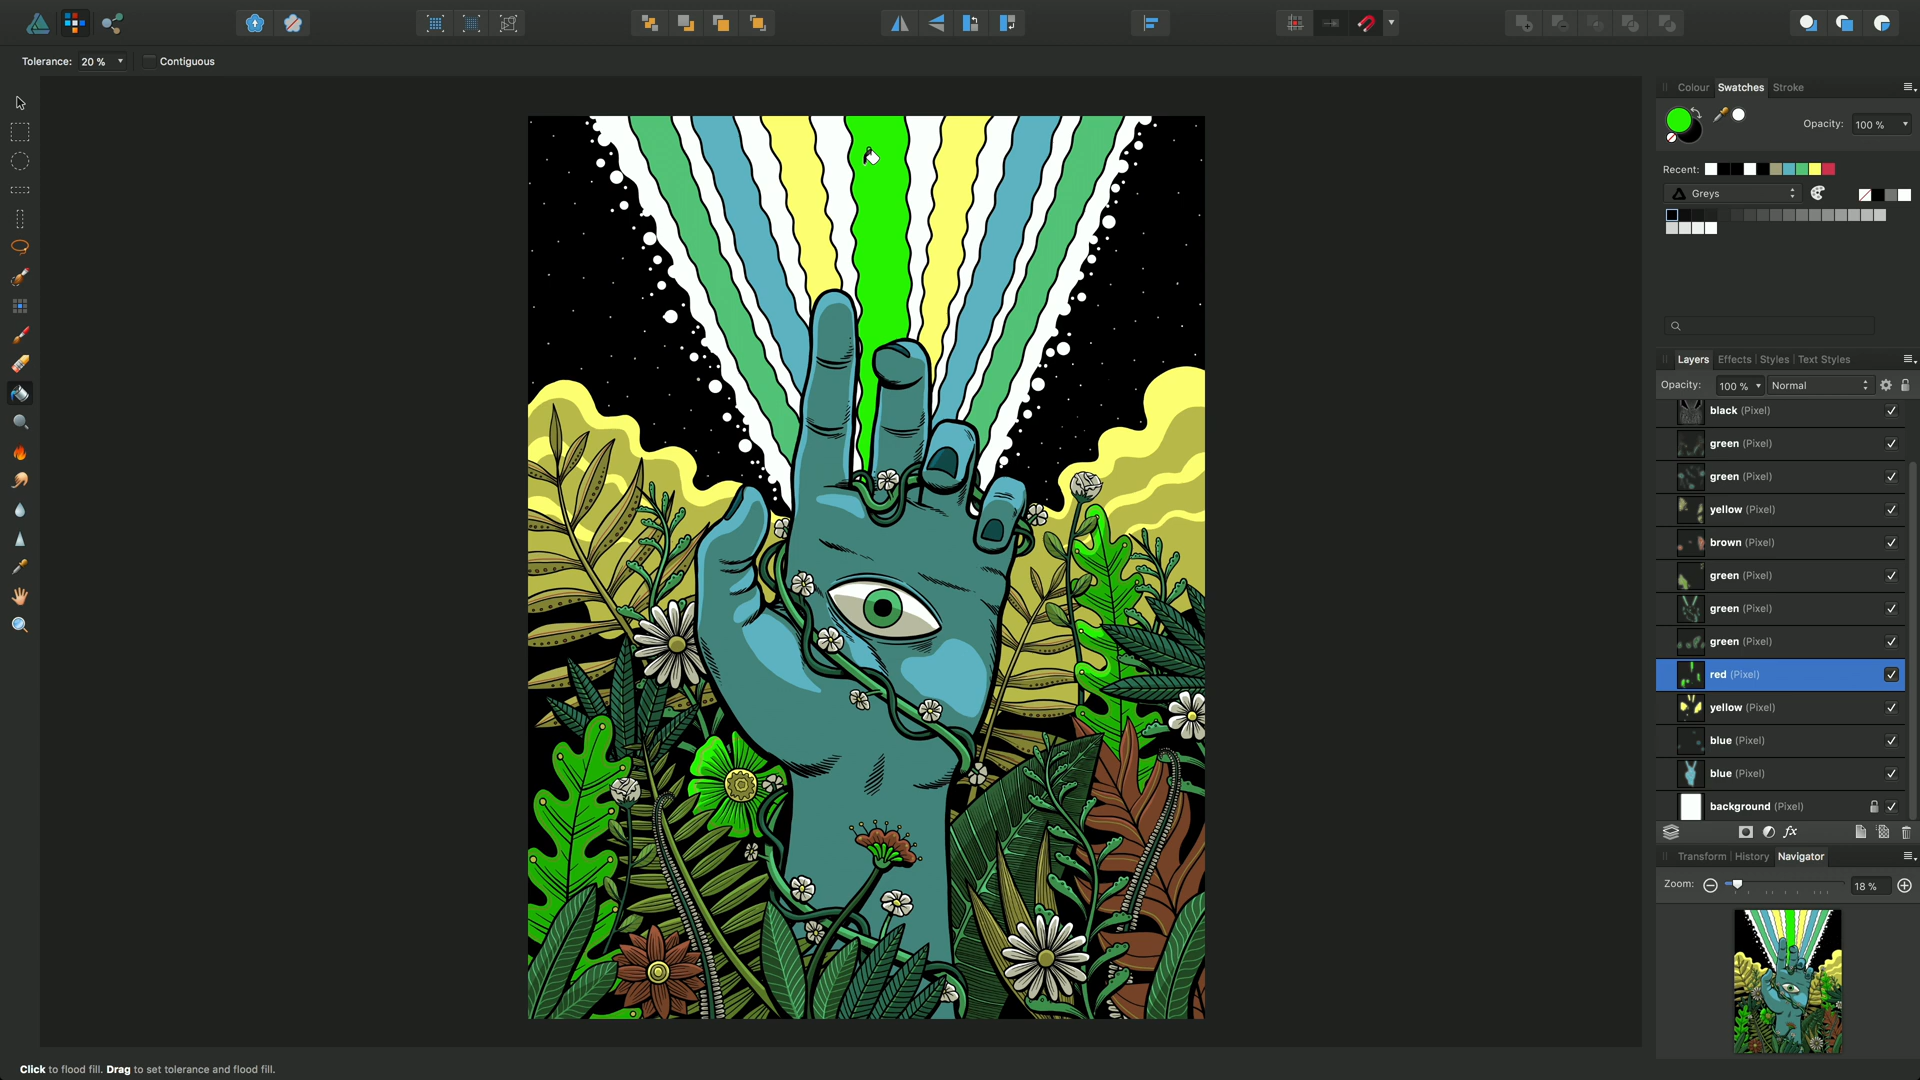 Tolerance: 20 % Contiguous
Colour Swatches Stroke
Opacity: 100 %
Recent:
Greys
Layers Effects Styles Text Styles
Opacity: 100 % Normal
black (Pixel)
green (Pixel)
green (Pixel)
yellow (Pixel)
brown (Pixel)
green (Pixel)
green (Pixel)
green (Pixel)
red (Pixel)
yellow (Pixel)
blue (Pixel)
blue (Pixel)
background (Pixel)
fx
Transform History Navigator
Zoom: 18 %
Click to flood fill. Drag to set tolerance and flood fill.